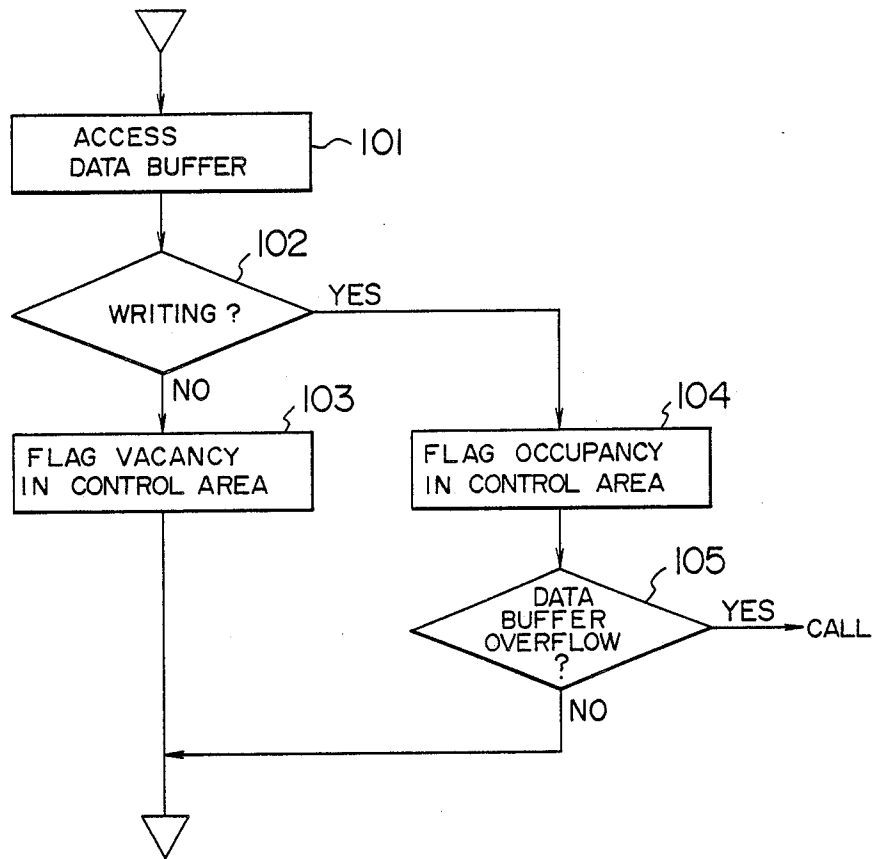 ACCESS
DATA BUFFER
101
102
WRITING ?
YES
NO
103
FLAG VACANCY
IN CONTROL AREA
104
FLAG OCCUPANCY
IN CONTROL AREA
105
DATA
BUFFER
OVERFLOW
?
YES
CALL
NO